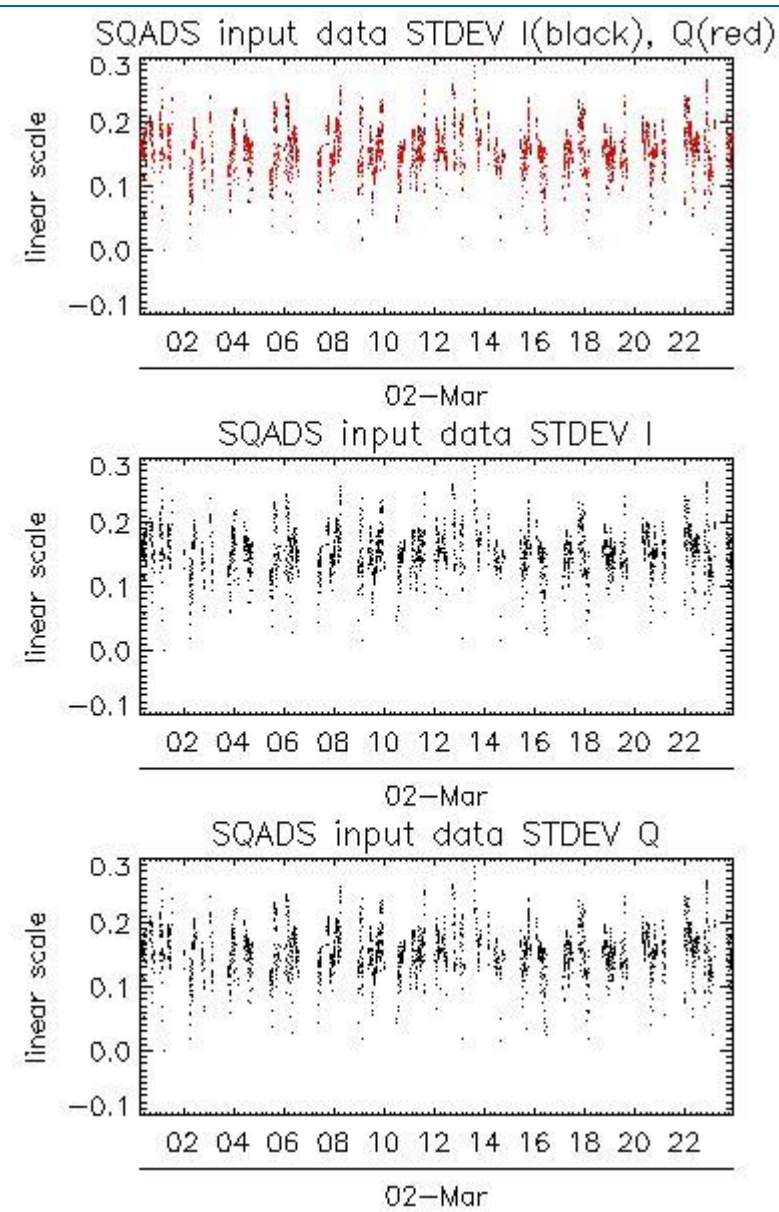 SQADS input data STDEV I(black), Q(red)
0.3
0.2
0.1
0.0
−0.1
linear scale
02 04 06 08 10 12 14 16 18 20 22
02−Mar
SQADS input data STDEV I
0.3
0.2
0.1
0.0
−0.1
linear scale
02 04 06 08 10 12 14 16 18 20 22
02−Mar
SQADS input data STDEV Q
0.3
0.2
0.1
0.0
−0.1
linear scale
02 04 06 08 10 12 14 16 18 20 22
02−Mar